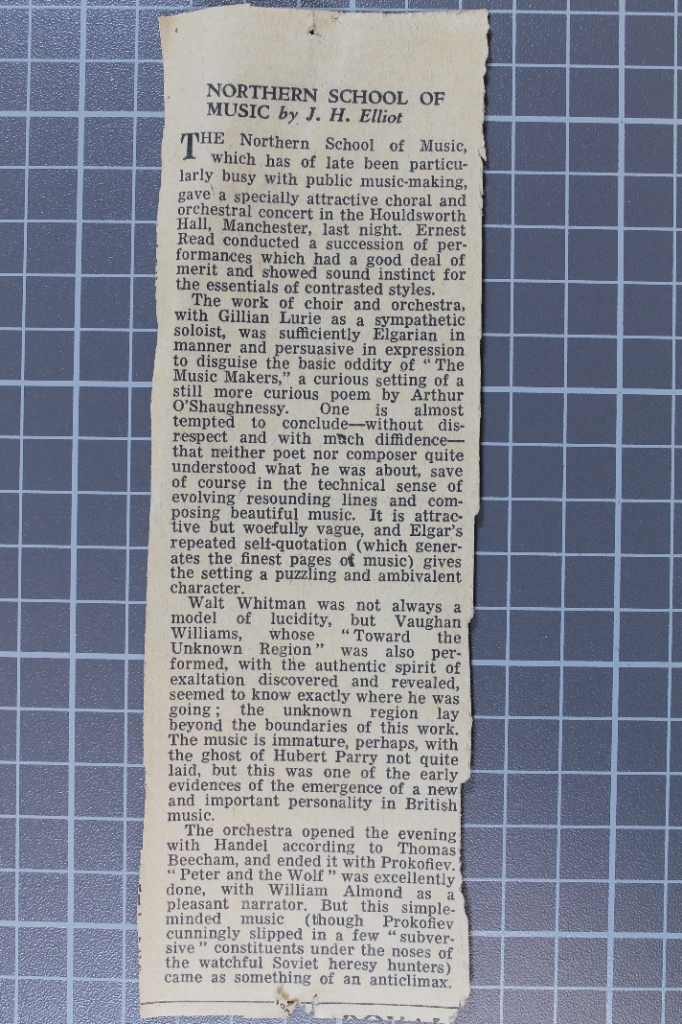 NORTHERN SCHOOL OF
MUSIC by J. H. Elliot
THE Northern School of Music,
which has of late been particu-
larly busy with public music-making,
gave a specially attractive choral and
orchestral concert in the Houldsworth
Hall, Manchester, last night. Ernest
Read conducted a succession of per-
formances which had a good deal of
merit and showed sound instinct for
the essentials of contrasted styles.
The work of choir and orchestra,
with Gillian Lurie as a sympathetic
soloist, was sufficiently Elgarian in
manner and persuasive in expression
to disguise the basic oddity of "The
Music Makers," a curious setting of a
still more curious poem by Arthur
O'Shaughnessy. One is almost
tempted to conclude—without dis-
respect and with much diffidence—
that neither poet nor composer quite
understood what he was about, save
of course in the technical sense of
evolving resounding lines and com-
posing beautiful music. It is attrac-
tive but woefully vague, and Elgar's
repeated self-quotation (which gener-
ates the finest pages of music) gives
the setting a puzzling and ambivalent
character.
Walt Whitman was not always a
model of lucidity, but Vaughan
Williams, whose "Toward the
Unknown Region" was also per-
formed, with the authentic spirit of
exaltation discovered and revealed,
seemed to know exactly where he was
going; the unknown region lay
beyond the boundaries of this work.
The music is immature, perhaps, with
the ghost of Hubert Parry not quite
laid, but this was one of the early
evidences of the emergence of a new
and important personality in British
music.
The orchestra opened the evening
with Handel according to Thomas
Beecham, and ended it with Prokofiev.
"Peter and the Wolf" was excellently
done, with William Almond as a
pleasant narrator. But this simple-
minded music (though Prokofiev
cunningly slipped in a few "subver-
sive" constituents under the noses of
the watchful Soviet heresy hunters)
came as something of an anticlimax.